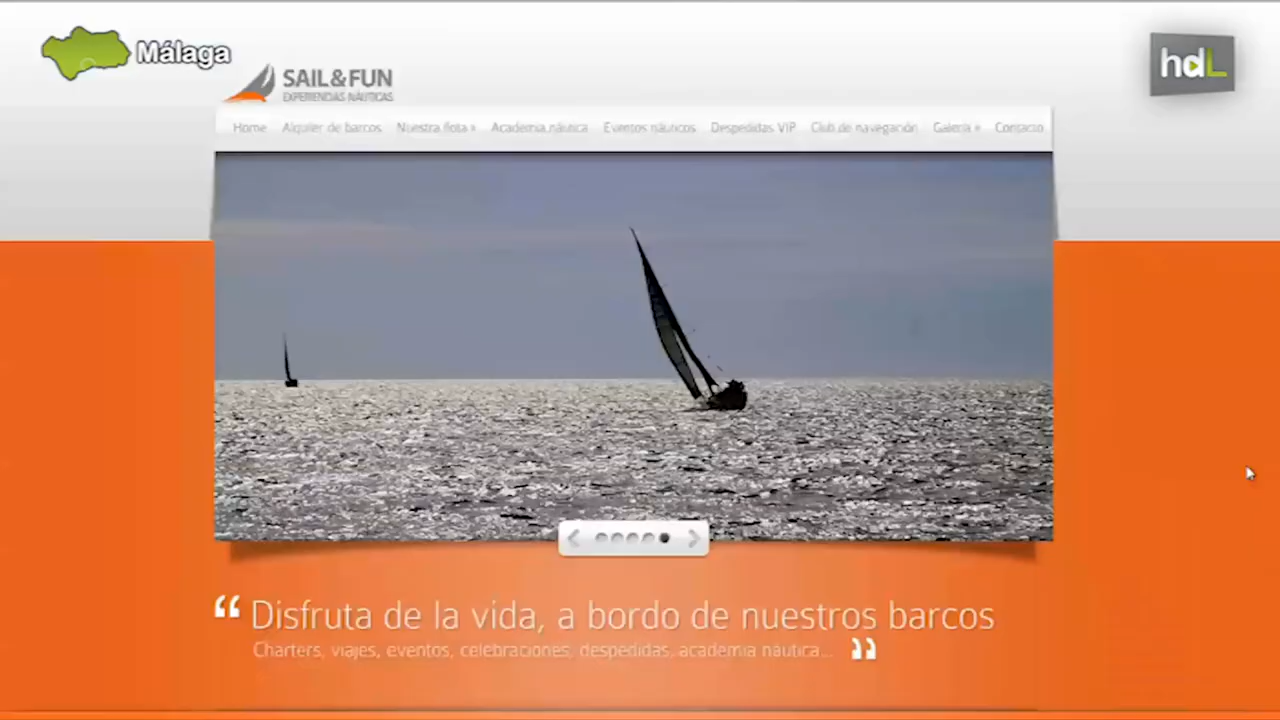 Málaga
hdL
SAIL&FUN
EXPERIENCIAS NÁUTICAS
Home Alquiler de barcos Nuestra flota » Academia náutica Eventos náuticos Despedidas VIP Club de navegación Galería » Contacto
“ Disfruta de la vida, a bordo de nuestros barcos
Charters, viajes, eventos, celebraciones, despedidas, academia náutica... ”